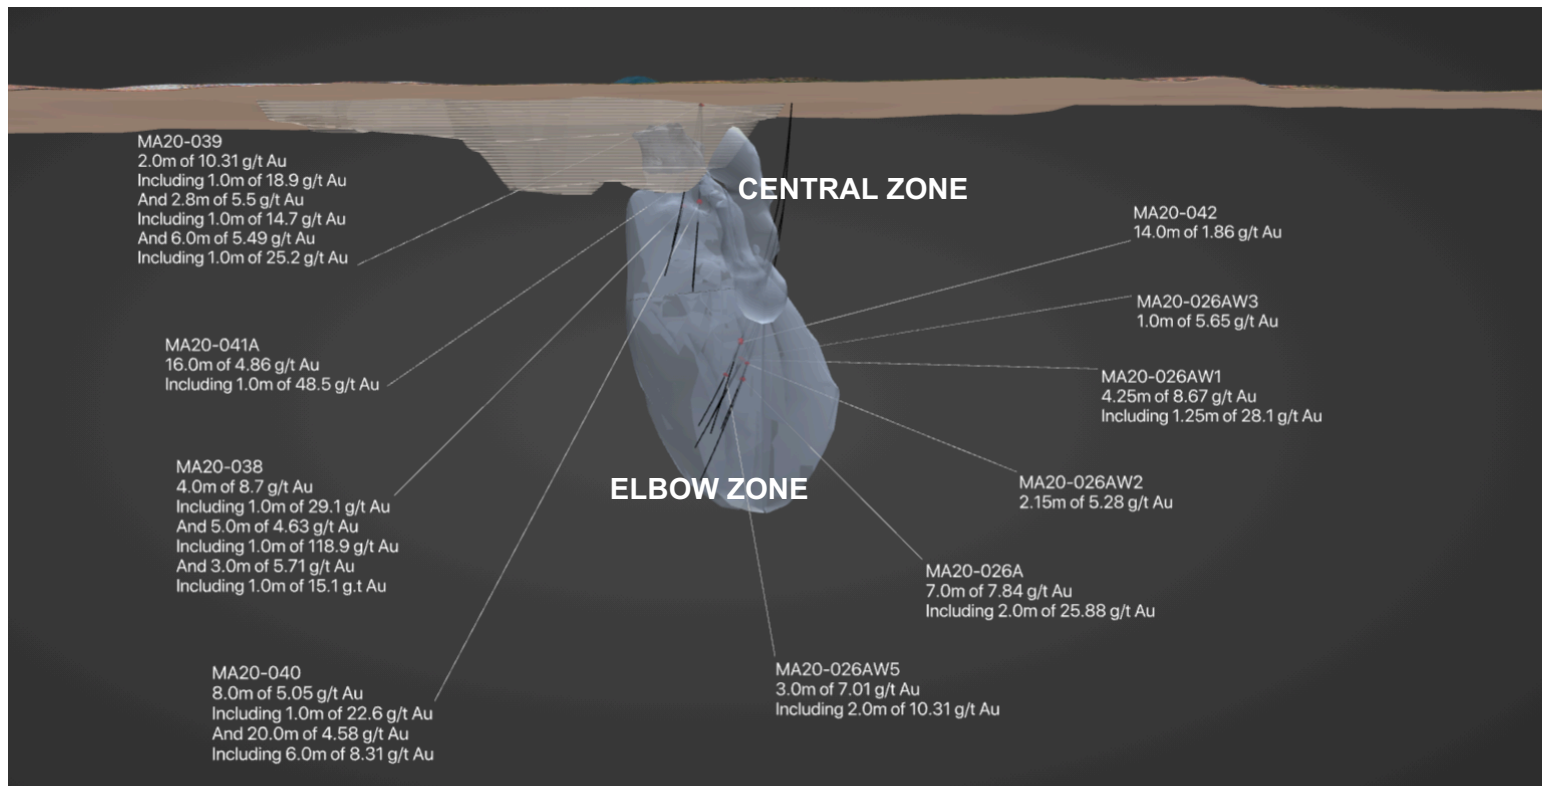 MA20-039
2.0m of 10.31 g/t Au
Including 1.0m of 18.9 g/t Au
And 2.8m of 5.5 g/t Au
Including 1.0m of 14.7 g/t Au
And 6.0m of 5.49 g/t Au
Including 1.0m of 25.2 g/t Au
CENTRAL ZONE
MA20-042
14.0m of 1.86 g/t Au
MA20-026AW3
1.0m of 5.65 g/t Au
MA20-041A
16.0m of 4.86 g/t Au
Including 1.0m of 48.5 g/t Au
MA20-026AW1
4.25m of 8.67 g/t Au
Including 1.25m of 28.1 g/t Au
MA20-038
4.0m of 8.7 g/t Au
Including 1.0m of 29.1 g/t Au
And 5.0m of 4.63 g/t Au
Including 1.0m of 118.9 g/t Au
And 3.0m of 5.71 g/t Au
Including 1.0m of 15.1 g.t Au
ELBOW ZONE
MA20-026AW2
2.15m of 5.28 g/t Au
MA20-026A
7.0m of 7.84 g/t Au
Including 2.0m of 25.88 g/t Au
MA20-040
8.0m of 5.05 g/t Au
Including 1.0m of 22.6 g/t Au
And 20.0m of 4.58 g/t Au
Including 6.0m of 8.31 g/t Au
MA20-026AW5
3.0m of 7.01 g/t Au
Including 2.0m of 10.31 g/t Au